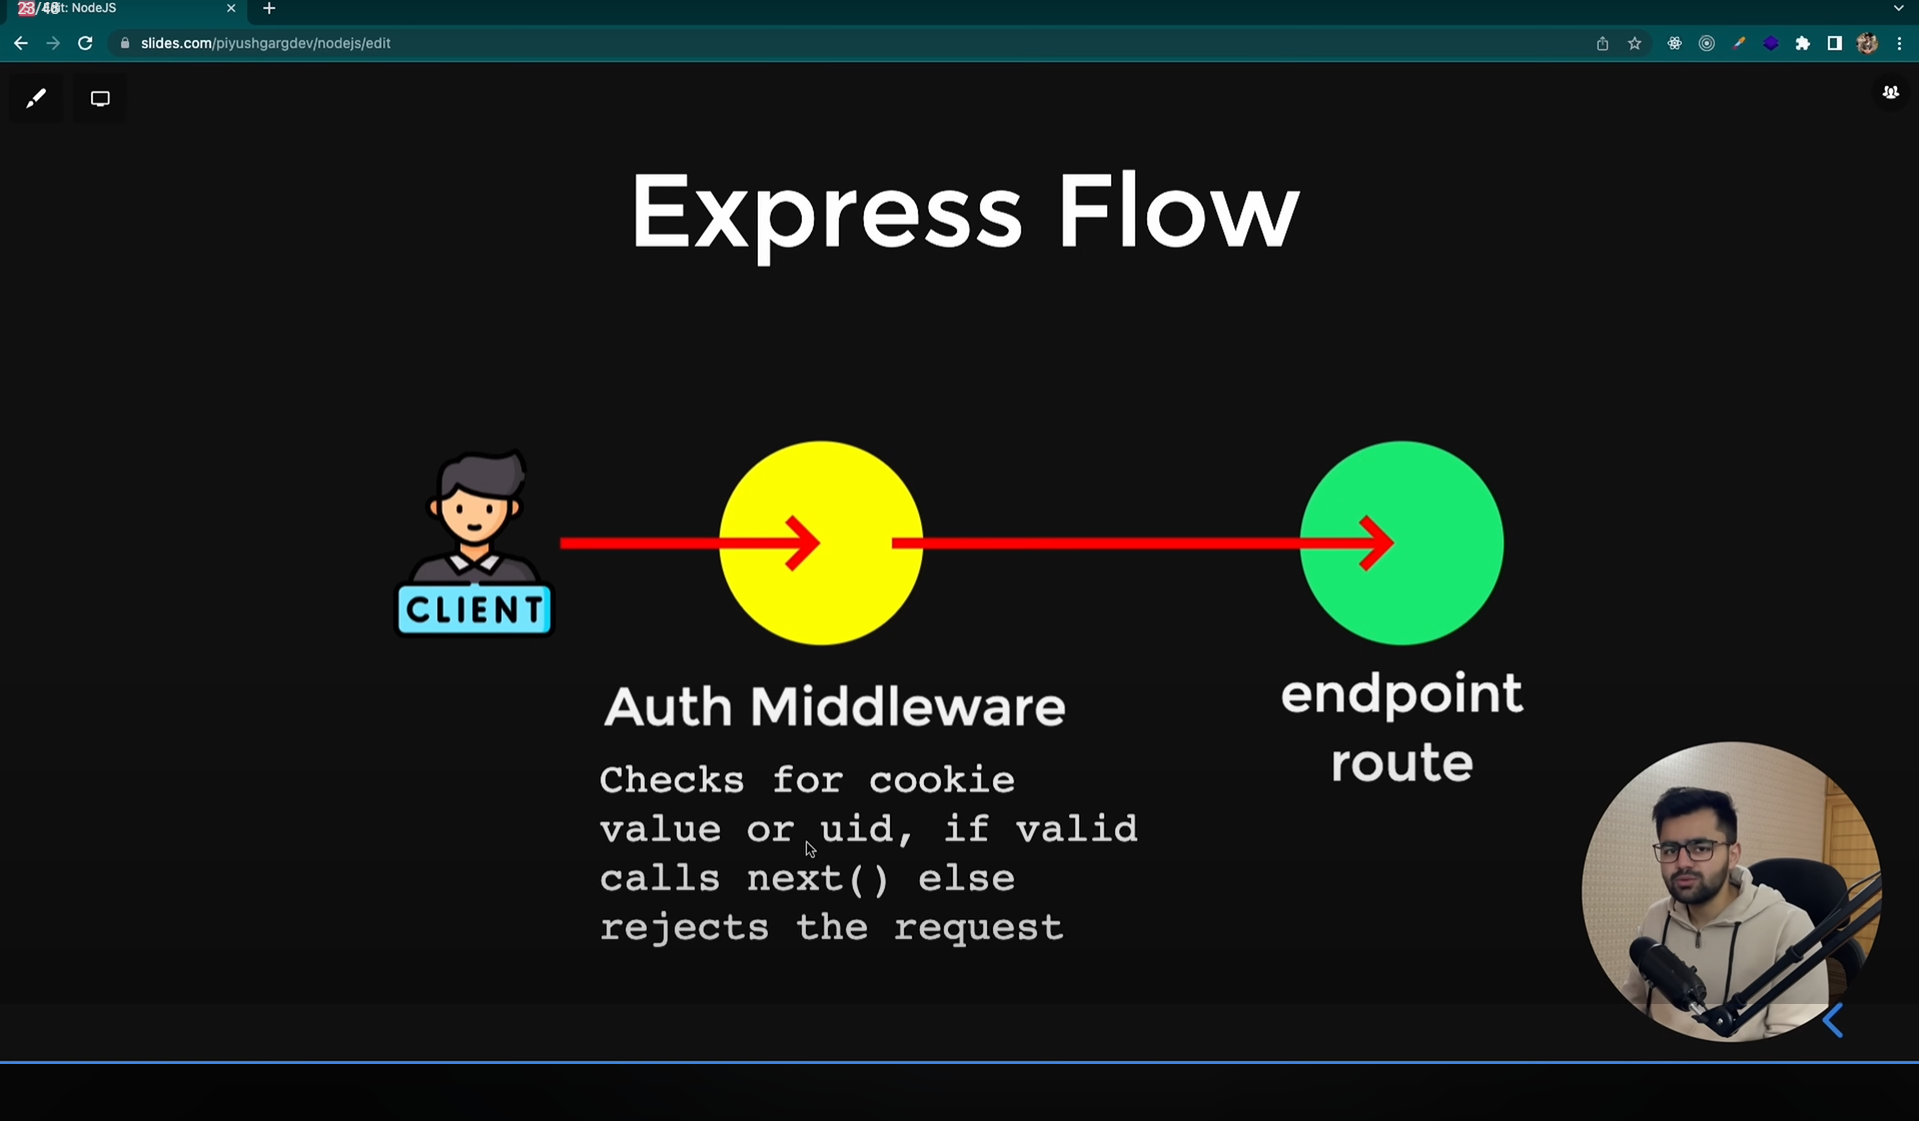 23/48
Edit: NodeJS
slides.com/piyushgargdev/nodejs/edit
Express Flow
CLIENT
Auth Middleware
Checks for cookie
value or uid, if valid
calls next() else
rejects the request
endpoint
route